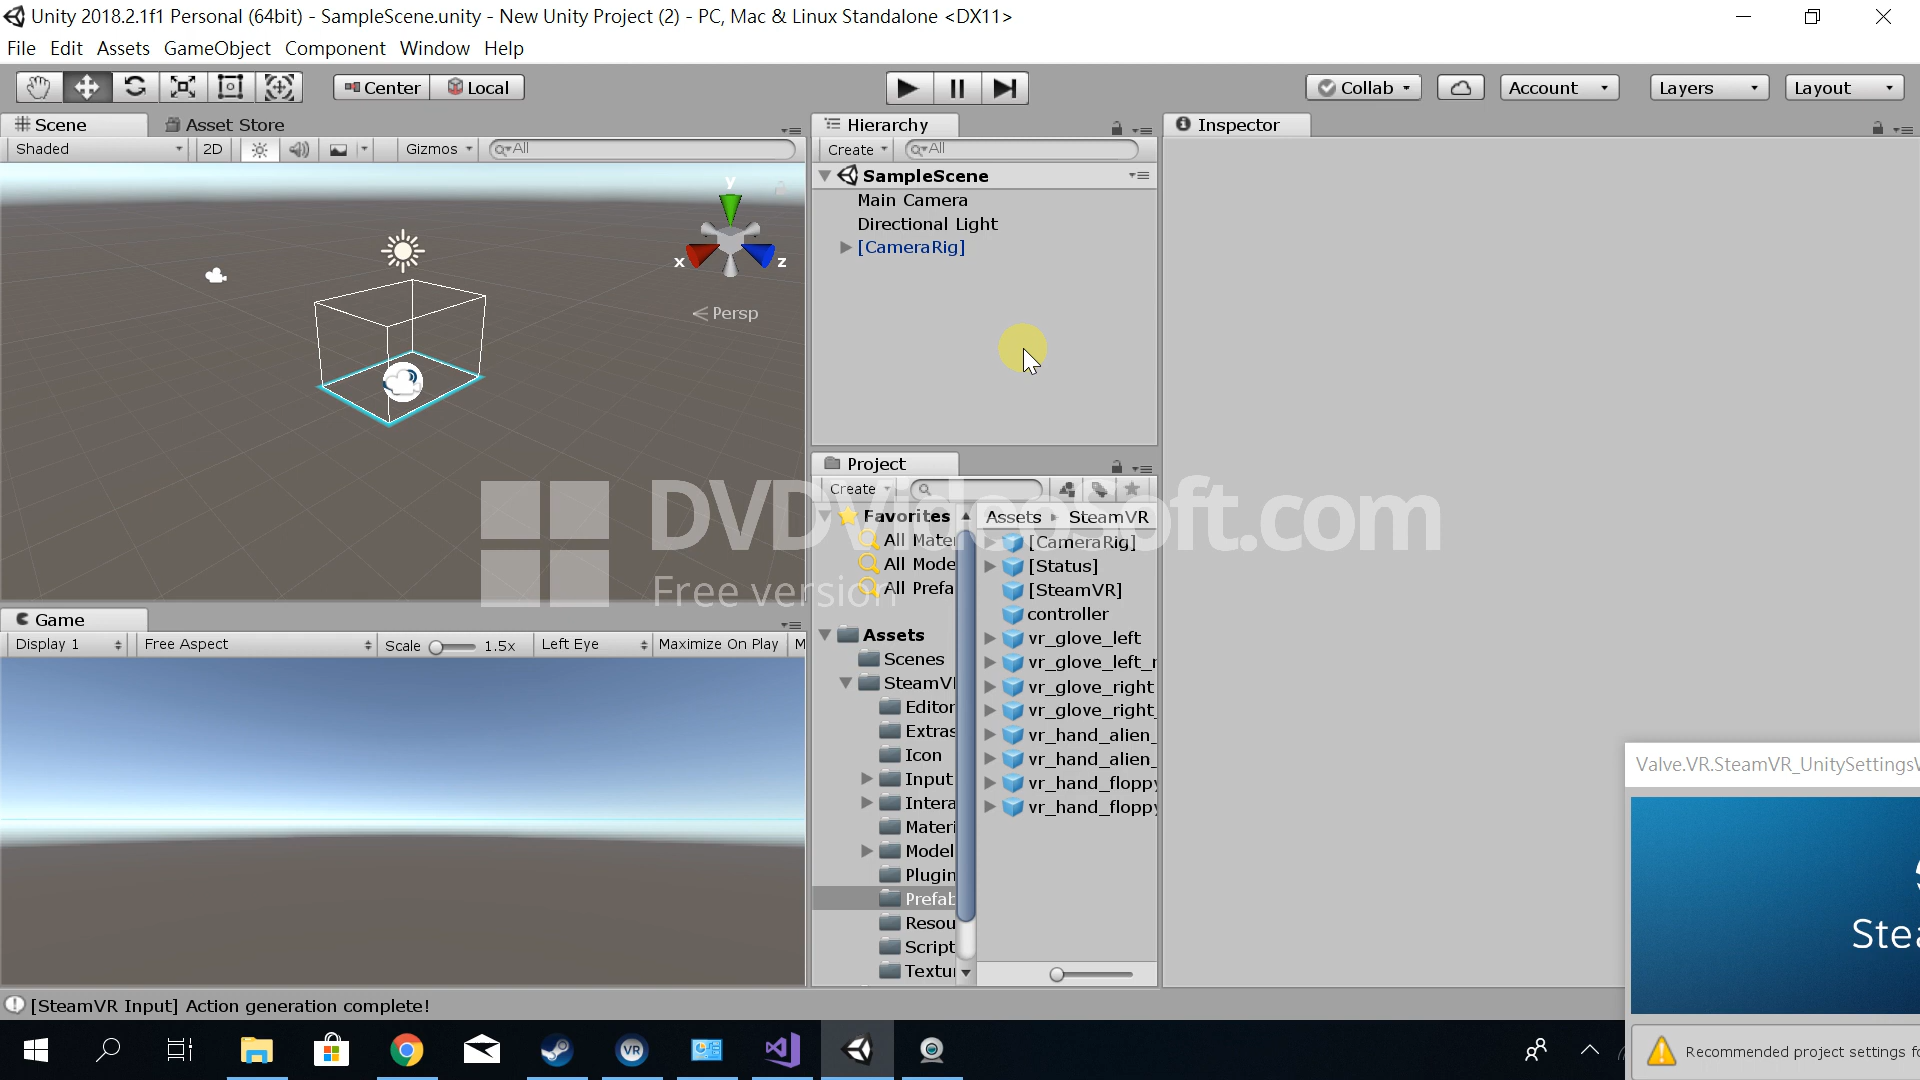 Unity 2018.2.1f1 Personal (64bit) - SampleScene.unity - New Unity Project (2) - PC, Mac & Linux Standalone <DX11>
File Edit Assets GameObject Component Window Help
Center Local Collab Account Layers Layout
Scene Asset Store Hierarchy Inspector
Shaded 2D Gizmos All Create All
SampleScene
Main Camera
Directional Light
[CameraRig]
y
x z
Persp
Project
Create
DVDVideoSoft.com
Free version
Favorites
All Mate
All Mode
All Prefa
Assets
Scenes
SteamV
Editor
Extras
Icon
Input
Intera
Materi
Model
Plugin
Prefab
Resou
Script
Textu
Assets SteamVR
[CameraRig]
[Status]
[SteamVR]
controller
vr_glove_left
vr_glove_left_r
vr_glove_right
vr_glove_right_
vr_hand_alien_
vr_hand_alien_
vr_hand_floppy
vr_hand_floppy
Game
Display 1 Free Aspect Scale 1.5x Left Eye Maximize On Play M
Valve.VR.SteamVR_UnitySettingsW
Stea
Recommended project settings fo
[SteamVR Input] Action generation complete!
VR